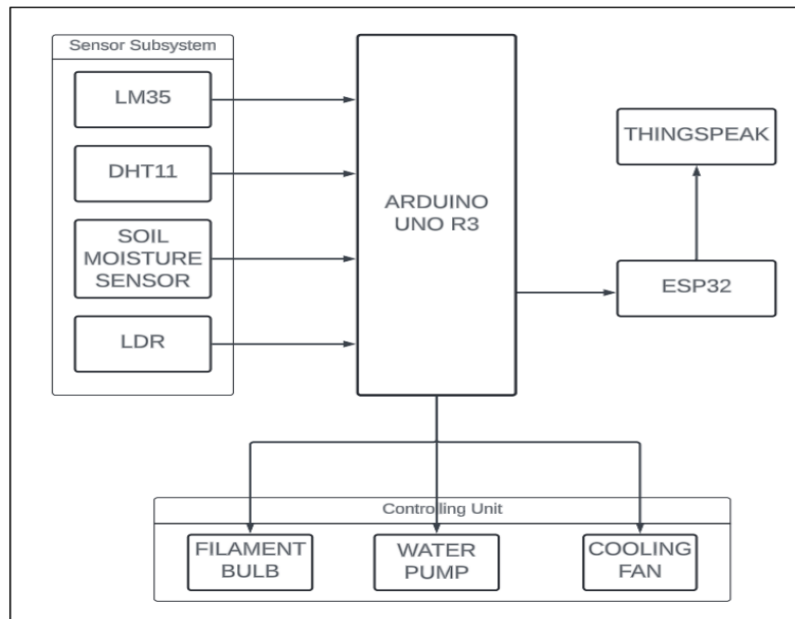 Sensor Subsystem
LM35
DHT11
SOIL
MOISTURE
SENSOR
LDR
ARDUINO
UNO R3
THINGSPEAK
ESP32
Controlling Unit
FILAMENT
BULB
WATER
PUMP
COOLING
FAN